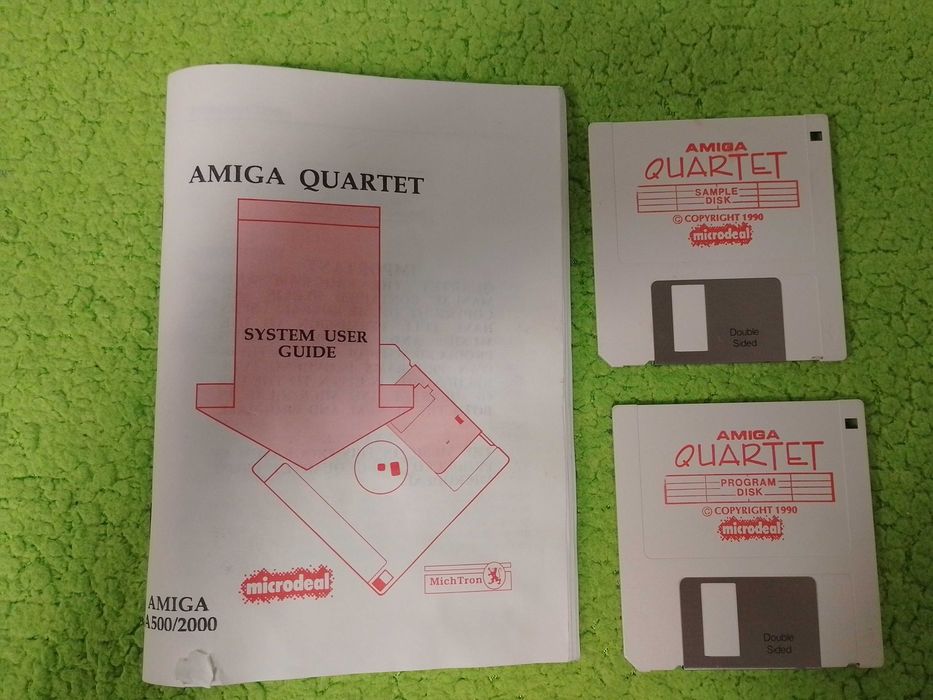 AMIGA QUARTET
SYSTEM USER
GUIDE
microdeal
MichTron
AMIGA
A500/2000
AMIGA
QUARTET
SAMPLE
DISK
© COPYRIGHT 1990
microdeal
Double
Sided
AMIGA
QUARTET
PROGRAM
DISK
© COPYRIGHT 1990
microdeal
Double
Sided